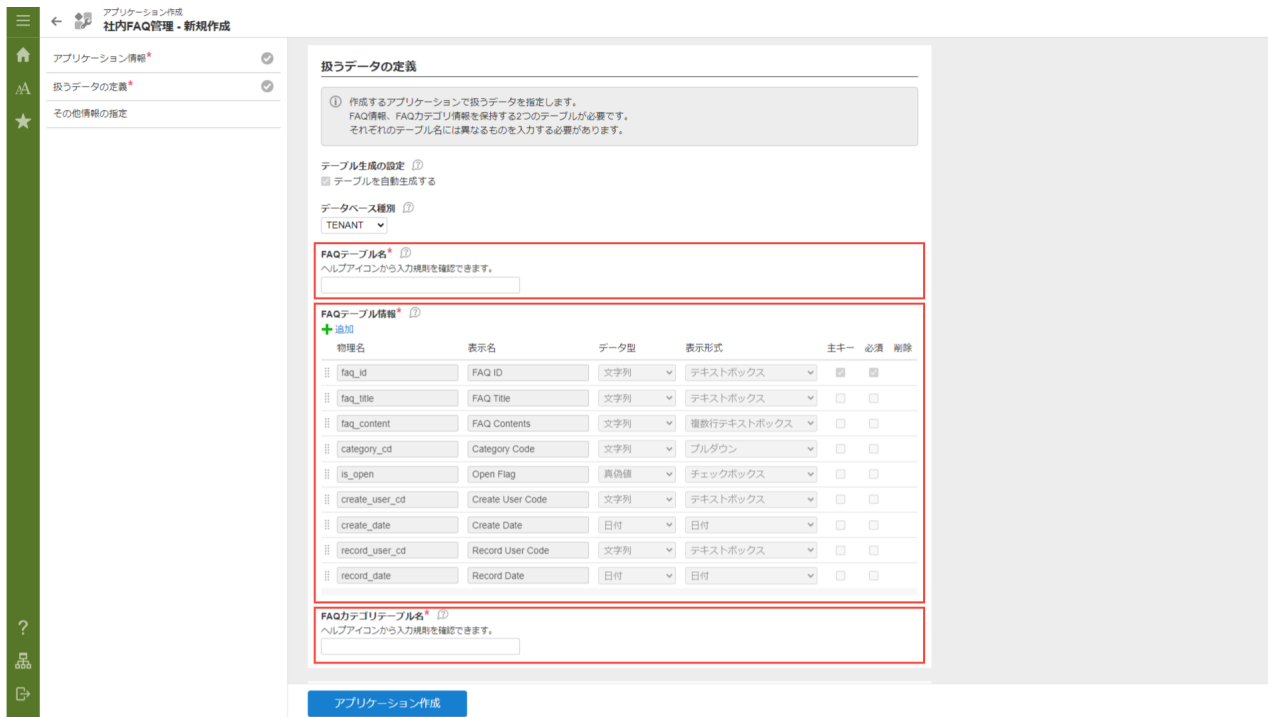 アプリケーション作成
社内FAQ管理 - 新規作成
アプリケーション情報*
扱うデータの定義*
その他情報の指定
扱うデータの定義
作成するアプリケーションで扱うデータを指定します。
FAQ情報、FAQカテゴリ情報を保持する2つのテーブルが必要です。
それぞれのテーブル名には異なるものを入力する必要があります。
テーブル生成の設定
テーブルを自動生成する
データベース種別
TENANT
FAQテーブル名*
ヘルプアイコンから入力規則を確認できます。
FAQテーブル情報*
追加
物理名 表示名 データ型 表示形式 主キー 必須 削除
faq_id FAQ ID 文字列 テキストボックス
faq_title FAQ Title 文字列 テキストボックス
faq_content FAQ Contents 文字列 複数行テキストボックス
category_cd Category Code 文字列 プルダウン
is_open Open Flag 真偽値 チェックボックス
create_user_cd Create User Code 文字列 テキストボックス
create_date Create Date 日付 日付
record_user_cd Record User Code 文字列 テキストボックス
record_date Record Date 日付 日付
FAQカテゴリテーブル名*
ヘルプアイコンから入力規則を確認できます。
アプリケーション作成